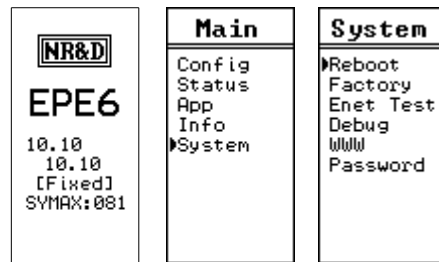 NR&D
EPE6
10.10
10.10
[Fixed]
SYMAX:081
Main
Config
Status
App
Info
System
System
Reboot
Factory
Enet Test
Debug
WWW
Password